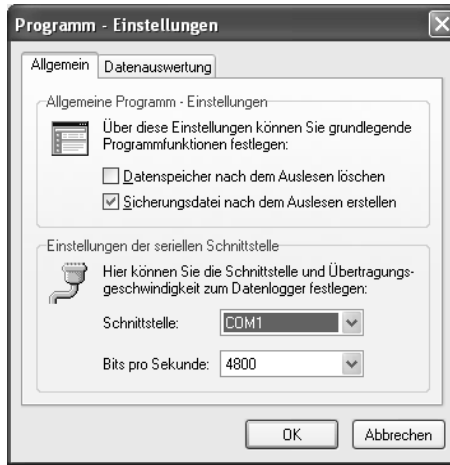 Programm - Einstellungen
Allgemein
Datenauswertung
Allgemeine Programm - Einstellungen
Über diese Einstellungen können Sie grundlegende
Programmfunktionen festlegen:
Datenspeicher nach dem Auslesen löschen
Sicherungsdatei nach dem Auslesen erstellen
Einstellungen der seriellen Schnittstelle
Hier können Sie die Schnittstelle und Übertragungs-
geschwindigkeit zum Datenlogger festlegen:
Schnittstelle: COM1
Bits pro Sekunde: 4800
OK Abbrechen